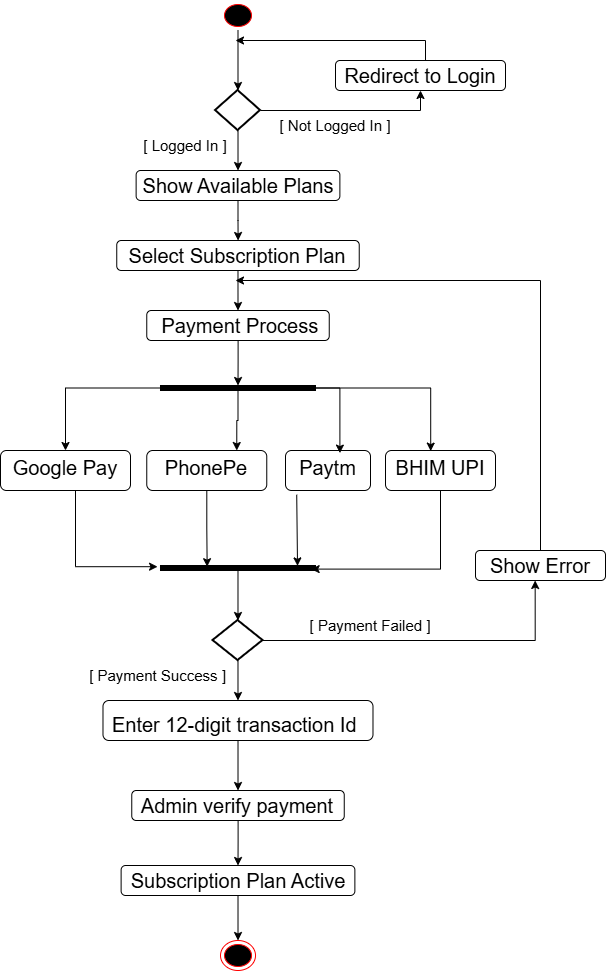 Redirect to Login
[ Not Logged In ]
[ Logged In ]
Show Available Plans
Select Subscription Plan
Payment Process
Google Pay
PhonePe
Paytm
BHIM UPI
Show Error
[ Payment Failed ]
[ Payment Success ]
Enter 12-digit transaction Id
Admin verify payment
Subscription Plan Active